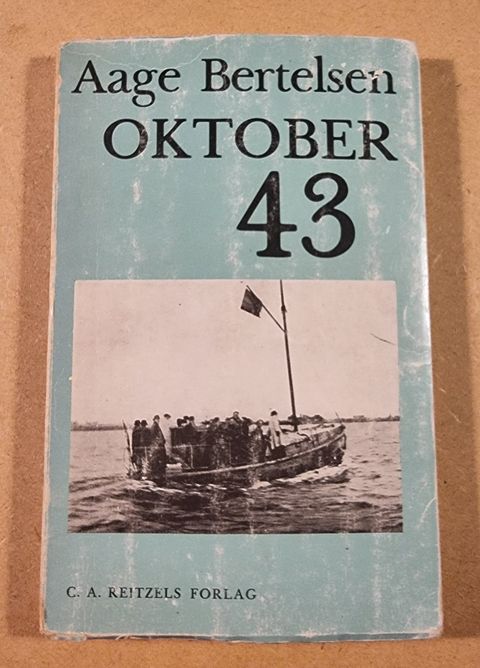 Aage Bertelsen
OKTOBER
43
C. A. REITZELS FORLAG